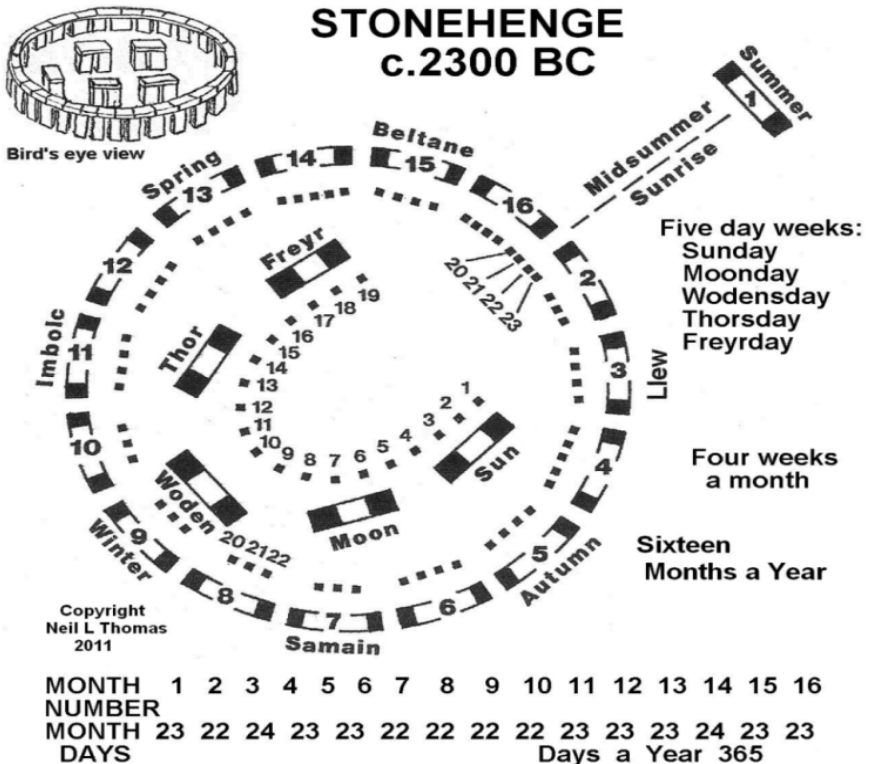 STONEHENGE
c.2300 BC
Bird's eye view
Summer
1
Midsummer
Sunrise
Beltane
Spring
14
15
13
16
12
2
Imbolc
11
3
Llew
10
4
9
5
Winter
Autumn
8
7
6
Samain
Freyr
Thor
Woden
Moon
Sun
20 21 22 23
19
18
17
16
15
14
13
12
11
10
9
8
7
6
5
4
3
2
1
20 21 22
Five day weeks:
Sunday
Moonday
Wodensday
Thorsday
Freyrday
Four weeks
a month
Sixteen
Months a Year
Copyright
Neil L Thomas
2011
MONTH 1 2 3 4 5 6 7 8 9 10 11 12 13 14 15 16
NUMBER
MONTH 23 22 24 23 23 22 22 22 22 22 23 23 23 24 23 23
DAYS Days a Year 365